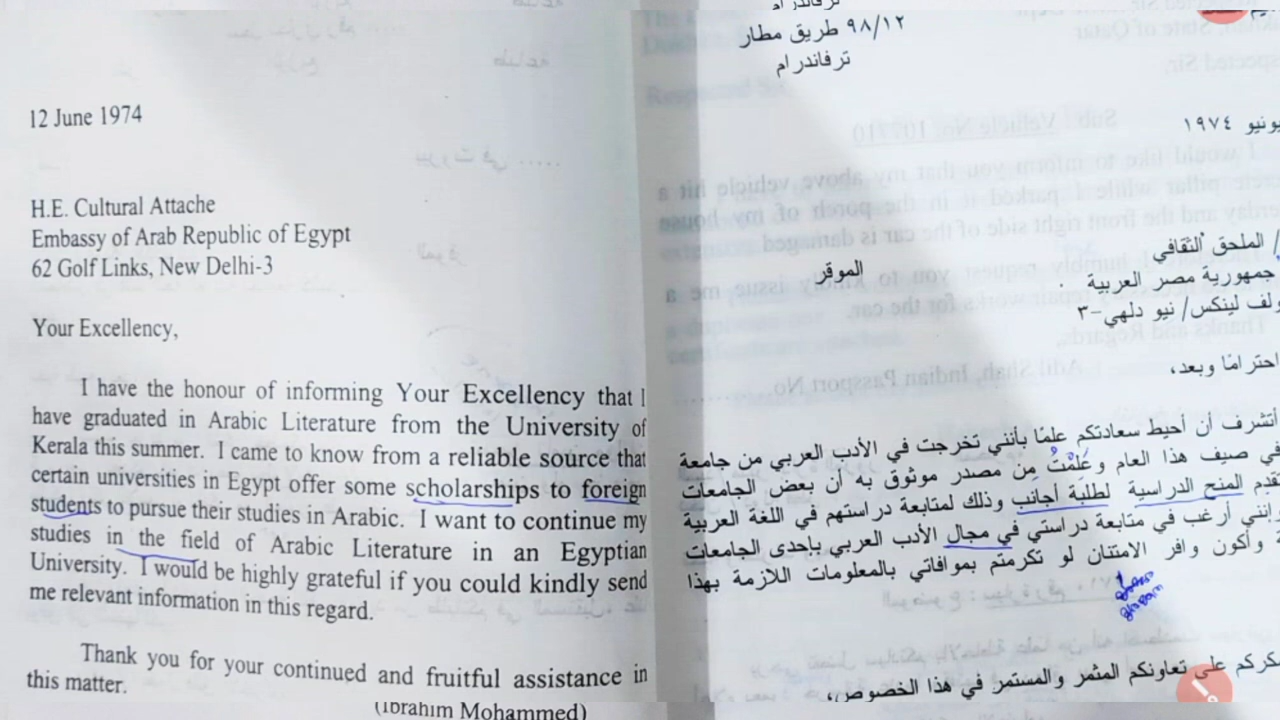 12 June 1974
H.E. Cultural Attache
Embassy of Arab Republic of Egypt
62 Golf Links, New Delhi-3
Your Excellency,
I have the honour of informing Your Excellency that I
have graduated in Arabic Literature from the University of
Kerala this summer. I came to know from a reliable source that
certain universities in Egypt offer some scholarships to foreign
students to pursue their studies in Arabic. I want to continue my
studies in the field of Arabic Literature in an Egyptian
University. I would be highly grateful if you could kindly send
me relevant information in this regard.
Thank you for your continued and fruitful assistance in
this matter.
(Ibrahim Mohammed)
ترفاندرام
٩٨/١٢ طريق مطار
ترفاندرام
يونيو ١٩٧٤
/ الملحق الثقافي
جمهورية مصر العربية
الموقر
ولف لينكس/ نيو دلهي-٣
احترامًا وبعد،
أتشرف أن أحيط سعادتكم علمًا بأنني تخرجت في الأدب العربي من جامعة
في صيف هذا العام وعَلِمْتُ مِن مصدر موثوق به أن بعض الجامعات
تقدم المنح الدراسية لطلبة أجانب وذلك لمتابعة دراستهم في اللغة العربية
وإنني أرغب في متابعة دراستي في مجال الأدب العربي بإحدى الجامعات
وأكون وافر الامتنان لو تكرمتم بموافاتي بالمعلومات اللازمة بهذا
شكركم على تعاونكم المثمر والمستمر في هذا الخصوص،